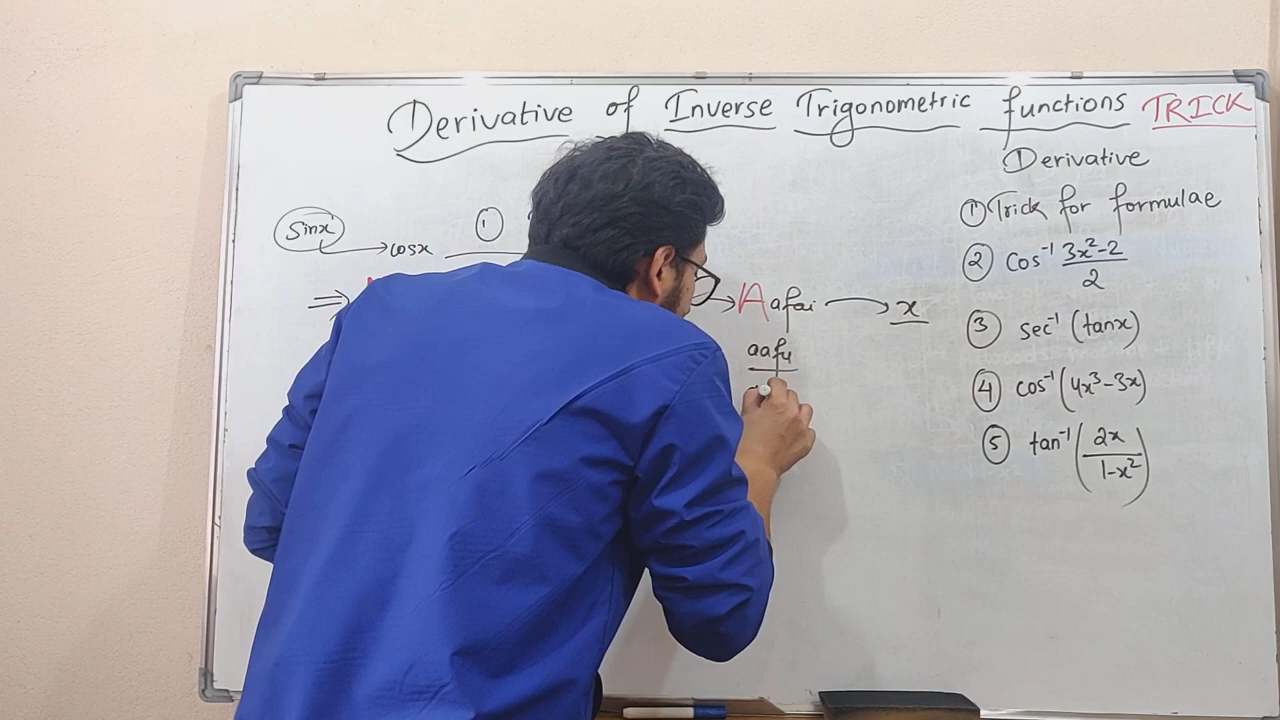 Derivative of Inverse Trigonometric functions TRICK
Derivative
① Trick for formulae
sinx → cosx ①
② cos⁻¹ 3x²-2/2
⇒ → Aafai → x
③ sec⁻¹ (tanx)
aafu
④ cos⁻¹(4x³-3x)
⑤ tan⁻¹(2x/1-x²)